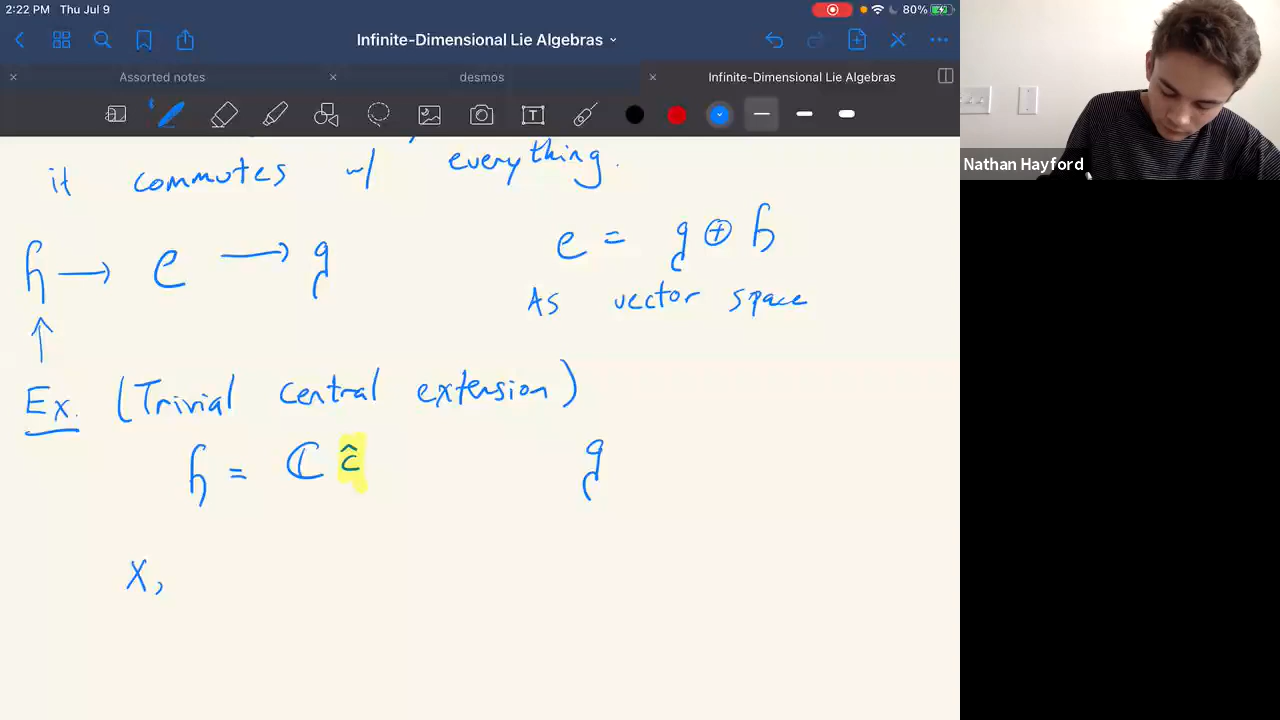 2:22 PM Thu Jul 9
80%
Infinite-Dimensional Lie Algebras
Assorted notes
desmos
Infinite-Dimensional Lie Algebras
T
Nathan Hayford
it commutes w/ everything.
𝔥 → e → 𝔤
e = 𝔤 ⊕ 𝔥
As vector space
↑
Ex. (Trivial central extension)
𝔥 = ℂ ĉ 𝔤
X,